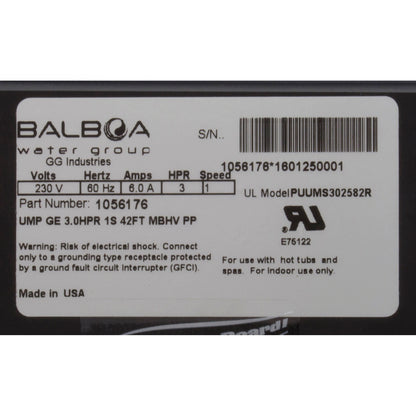 BALBOA
water group
GG Industries
S/N..
1056176*1601250001
Volts Hertz Amps HPR Speed
230 V 60 Hz 6.0 A 3 1
UL Model PUUMS302582R
Part Number: 1056176
UMP GE 3.0HPR 1S 42FT MBHV PP
RU
E75122
Warning: Risk of electrical shock. Connect
only to a grounding type receptacle protected
by a ground fault circuit interrupter (GFCI).
For use with hot tubs and
spas. For indoor use only.
Made in USA
Board!